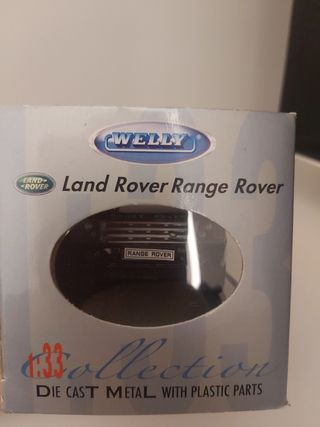 WELLY
LAND-
ROVER
Land Rover Range Rover
RANGE ROVER
1:33
Collection
DIE CAST METAL WITH PLASTIC PARTS